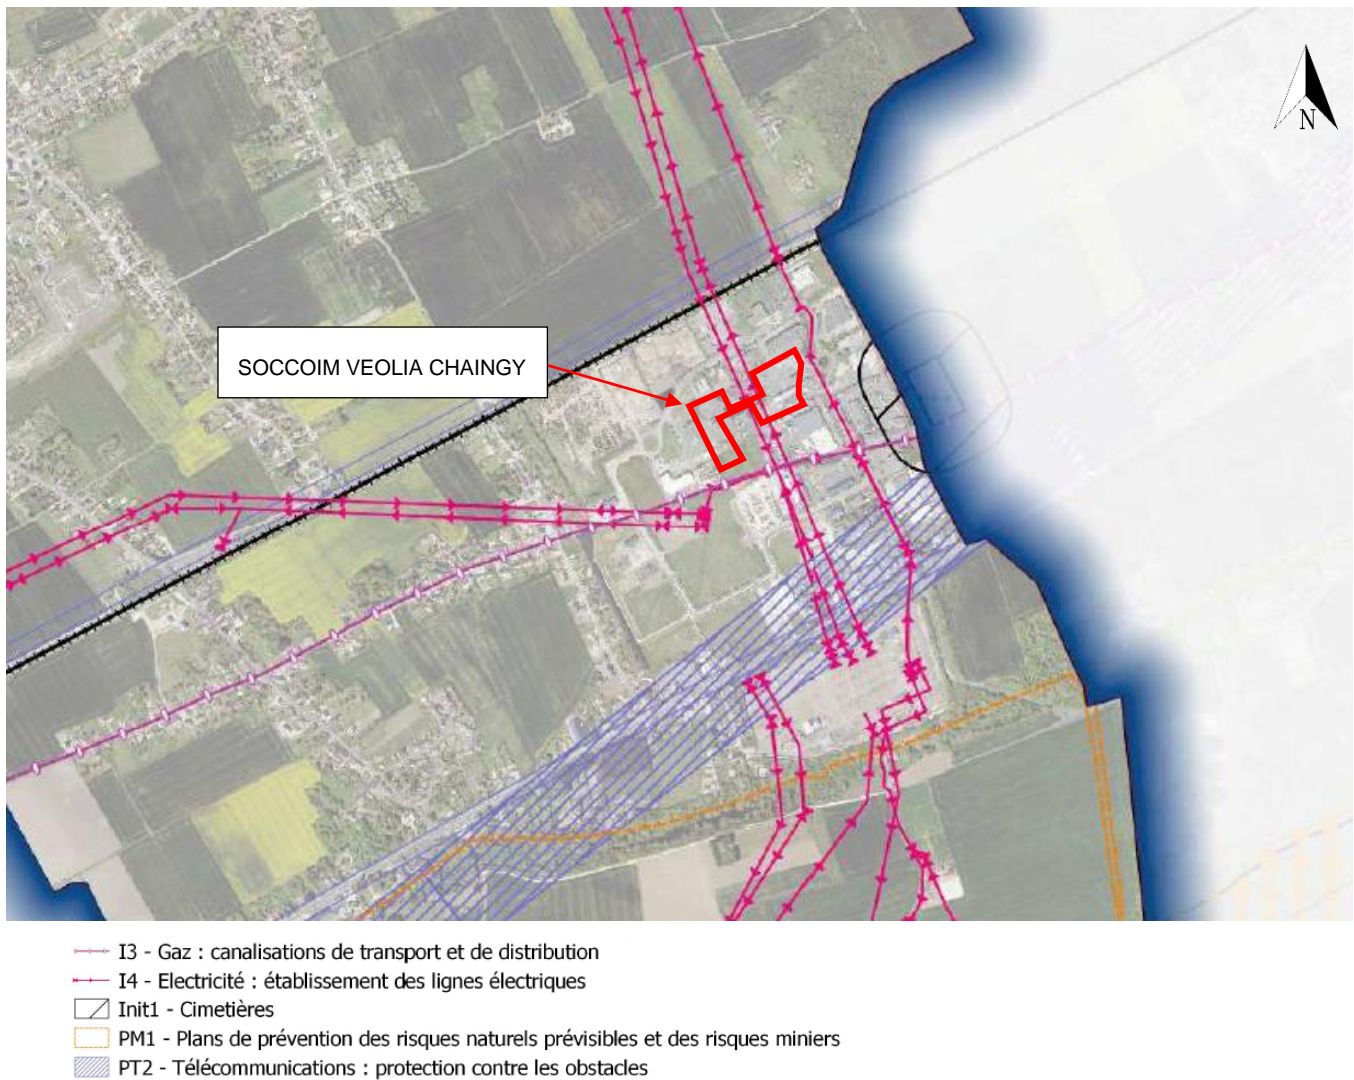 N
SOCCOIM VEOLIA CHAINGY
I3 - Gaz : canalisations de transport et de distribution
I4 - Electricité : établissement des lignes électriques
Init1 - Cimetières
PM1 - Plans de prévention des risques naturels prévisibles et des risques miniers
PT2 - Télécommunications : protection contre les obstacles